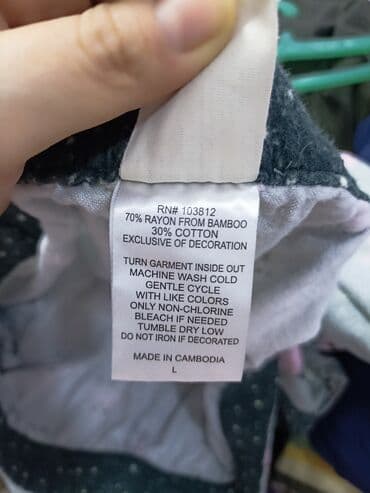 RN# 103812
70% RAYON FROM BAMBOO
30% COTTON
EXCLUSIVE OF DECORATION
TURN GARMENT INSIDE OUT
MACHINE WASH COLD
GENTLE CYCLE
WITH LIKE COLORS
ONLY NON-CHLORINE
BLEACH IF NEEDED
TUMBLE DRY LOW
DO NOT IRON IF DECORATED
MADE IN CAMBODIA
L